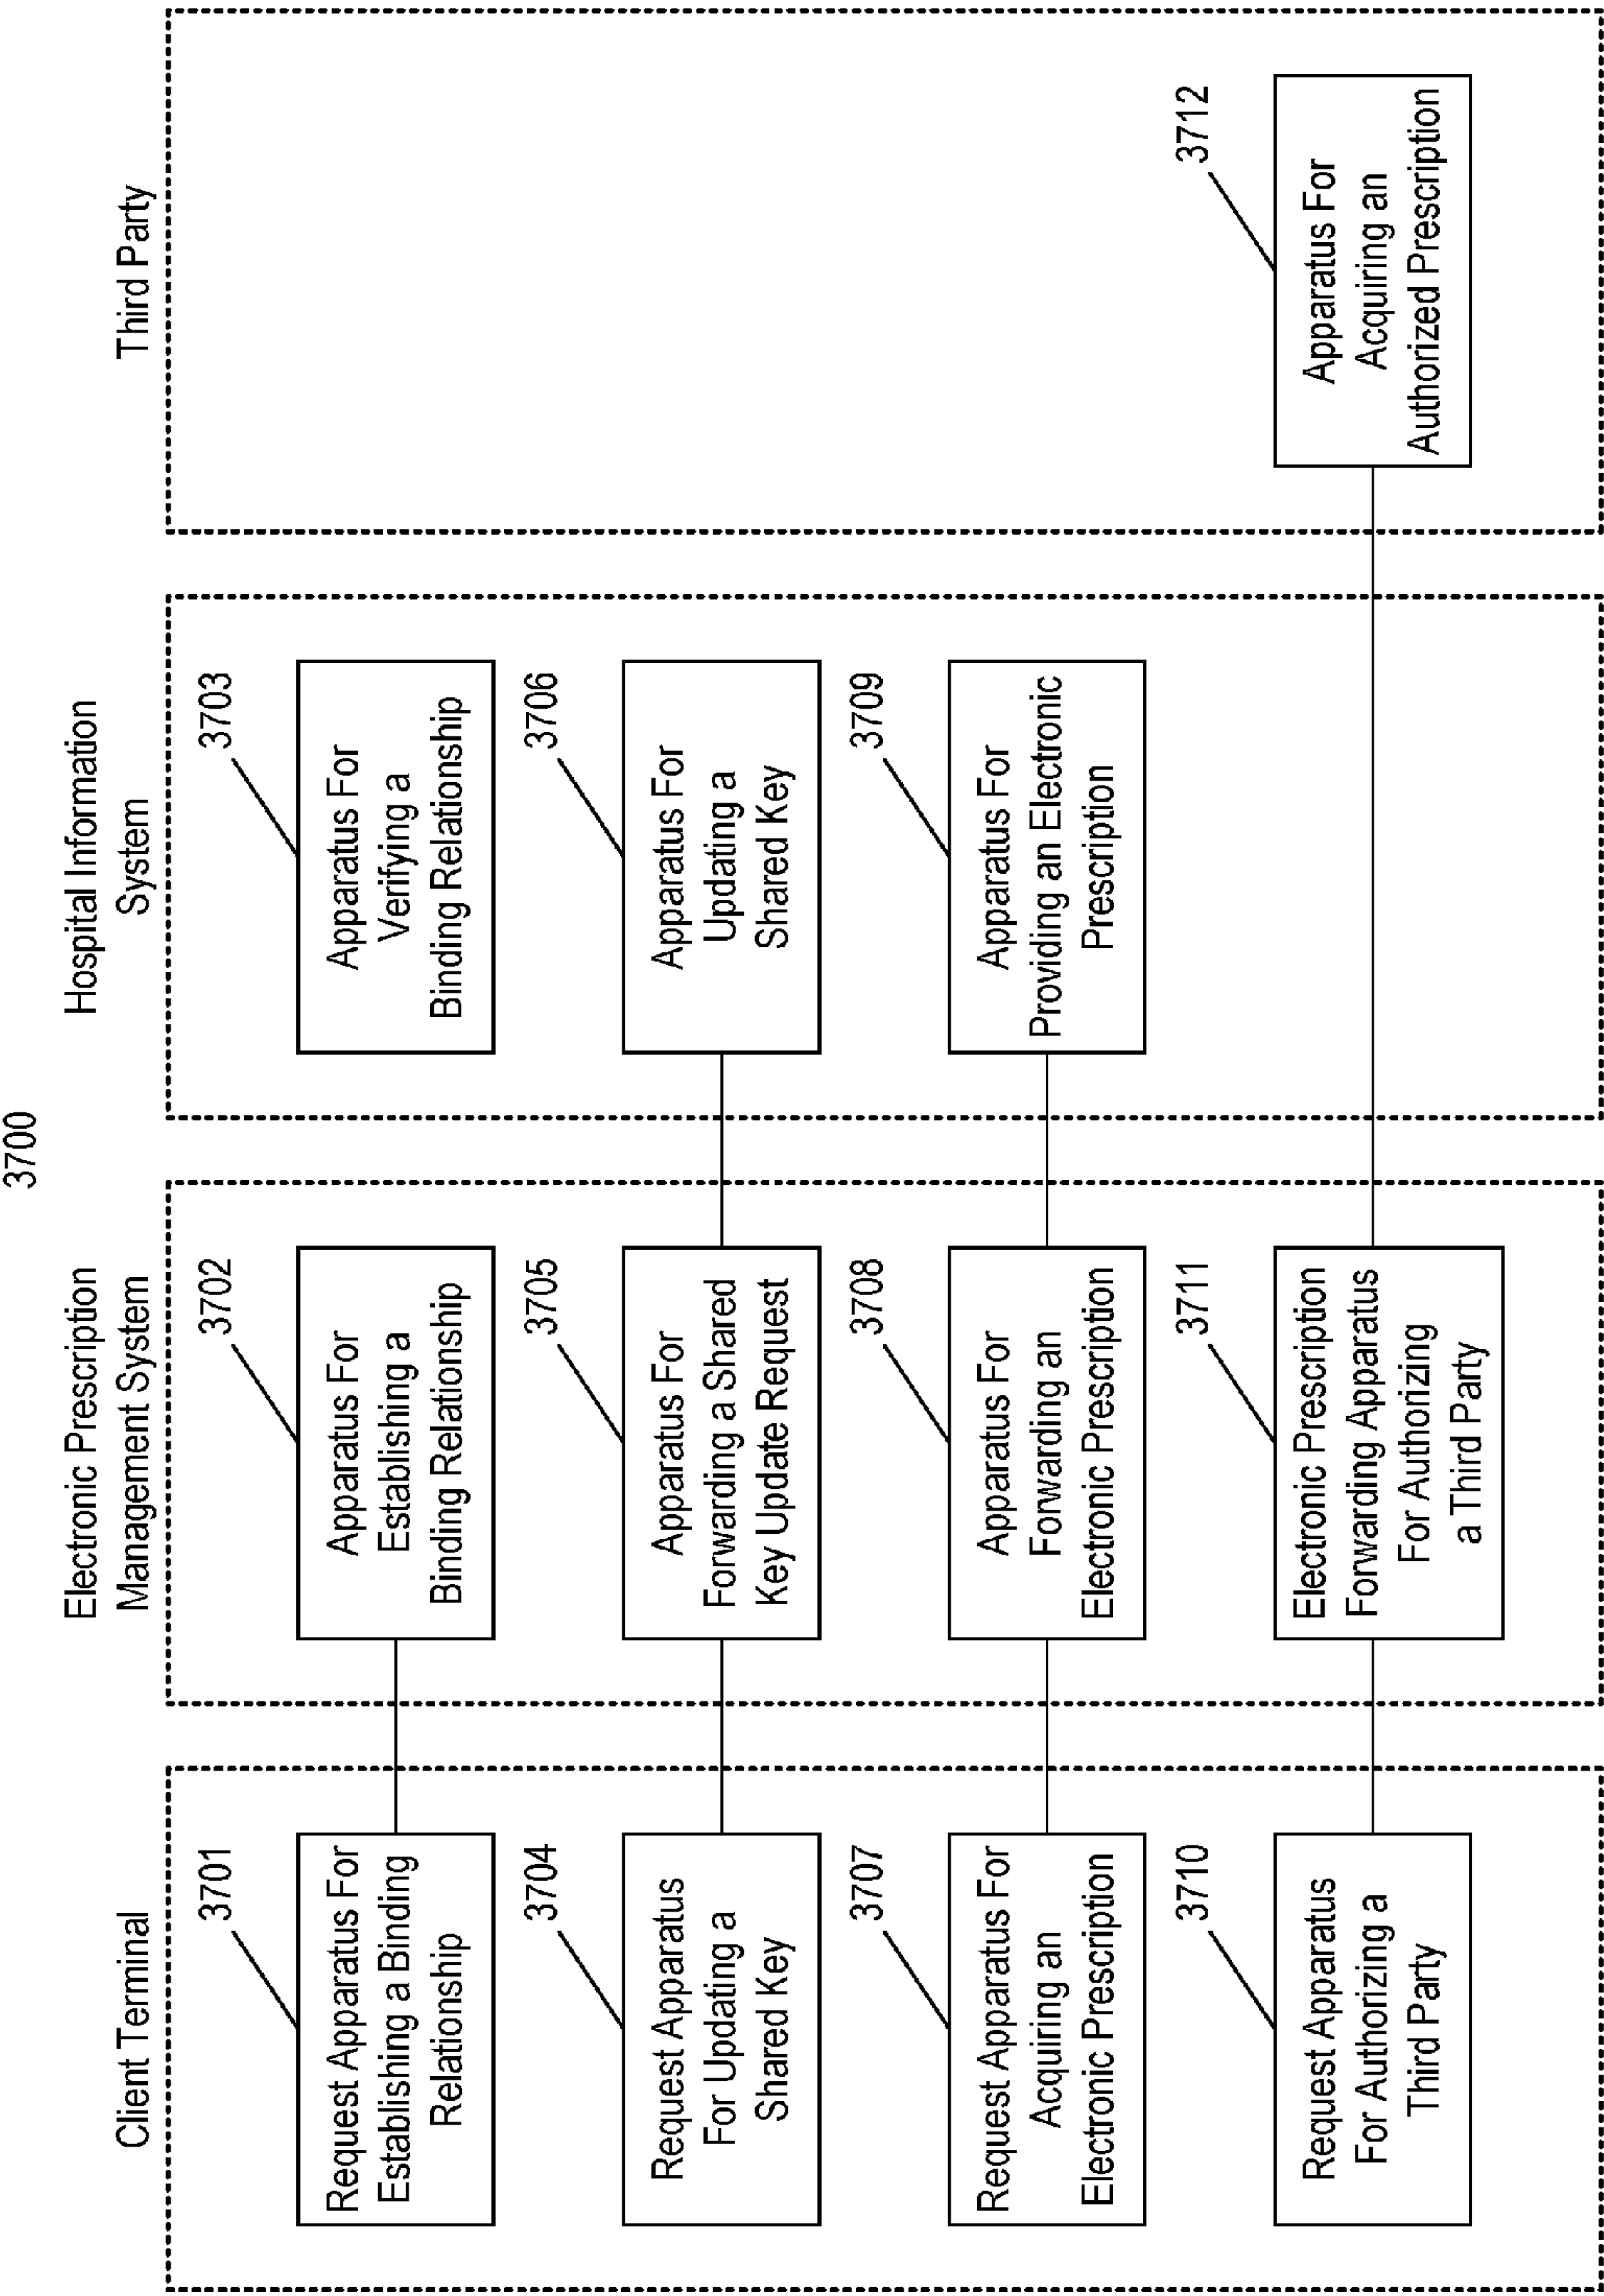 3700
Client Terminal
Electronic Prescription
Management System
Hospital Information
System
Third Party
3701
Request Apparatus For
Establishing a Binding
Relationship
3702
Apparatus For
Establishing a
Binding Relationship
3703
Apparatus For
Verifying a
Binding Relationship
3704
Request Apparatus
For Updating a
Shared Key
3705
Apparatus For
Forwarding a Shared
Key Update Request
3706
Apparatus For
Updating a
Shared Key
3707
Request Apparatus For
Acquiring an
Electronic Prescription
3708
Apparatus For
Forwarding an
Electronic Prescription
3709
Apparatus For
Providing an Electronic
Prescription
3710
Request Apparatus
For Authorizing a
Third Party
3711
Electronic Prescription
Forwarding Apparatus
For Authorizing
a Third Party
3712
Apparatus For
Acquiring an
Authorized Prescription